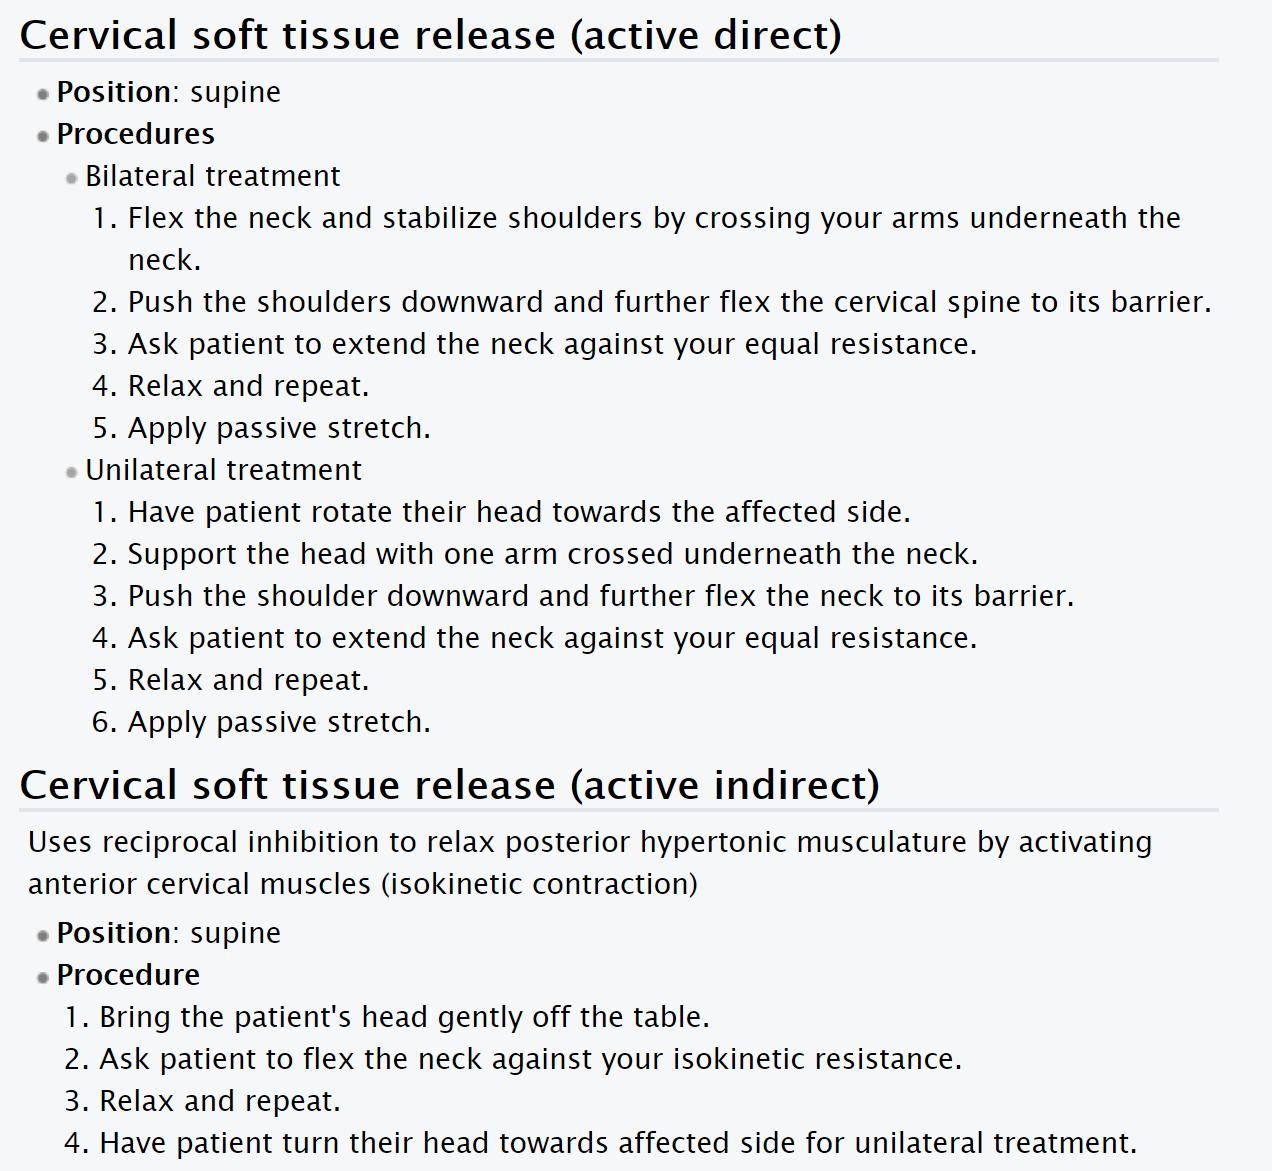 Cervical soft tissue release (active direct)
Position: supine
Procedures
Bilateral treatment
1. Flex the neck and stabilize shoulders by crossing your arms underneath the
neck.
2. Push the shoulders downward and further flex the cervical spine to its barrier.
3. Ask patient to extend the neck against your equal resistance.
4. Relax and repeat.
5. Apply passive stretch.
Unilateral treatment
1. Have patient rotate their head towards the affected side.
2. Support the head with one arm crossed underneath the neck.
3. Push the shoulder downward and further flex the neck to its barrier.
4. Ask patient to extend the neck against your equal resistance.
5. Relax and repeat.
6. Apply passive stretch.
Cervical soft tissue release (active indirect)
Uses reciprocal inhibition to relax posterior hypertonic musculature by activating
anterior cervical muscles (isokinetic contraction)
Position: supine
Procedure
1. Bring the patient's head gently off the table.
2. Ask patient to flex the neck against your isokinetic resistance.
3. Relax and repeat.
4. Have patient turn their head towards affected side for unilateral treatment.